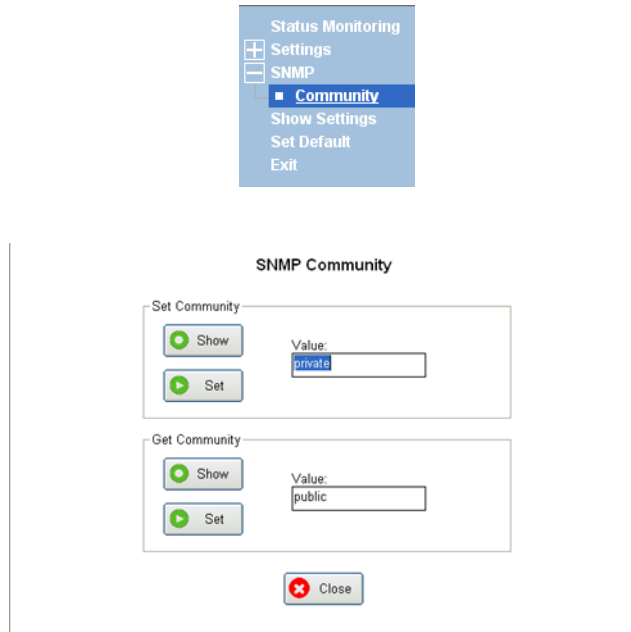 Status Monitoring
Settings
SNMP
Community
Show Settings
Set Default
Exit
SNMP Community
Set Community
Show
Value:
private
Set
Get Community
Show
Value:
public
Set
Close